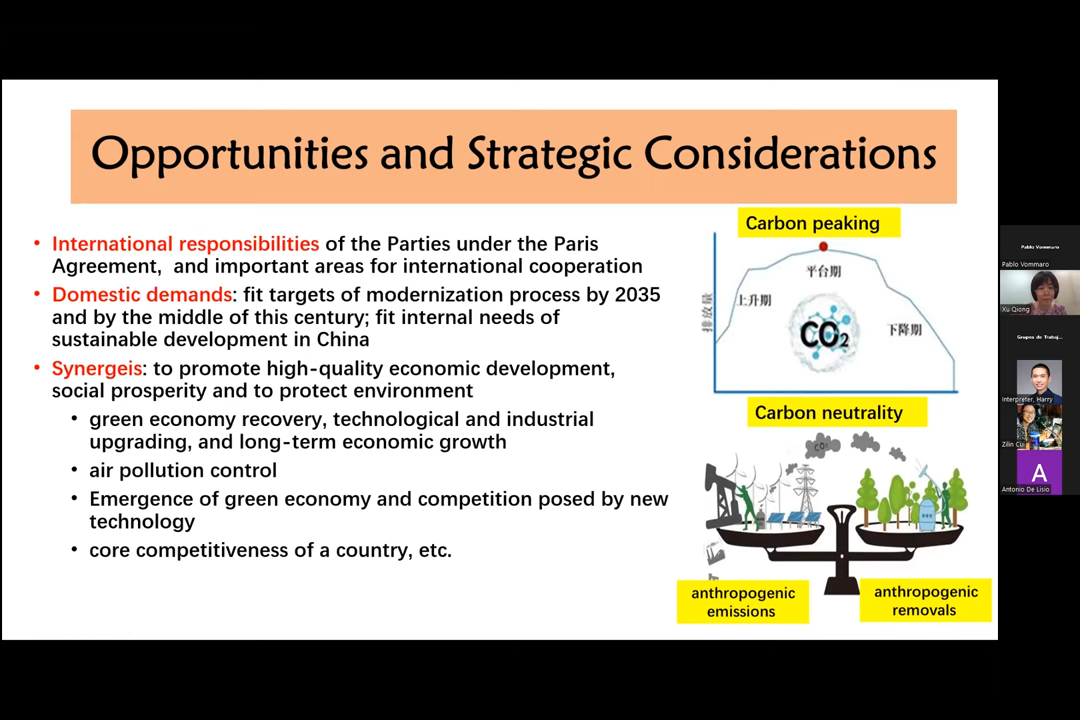 Opportunities and Strategic Considerations
• International responsibilities of the Parties under the Paris
Agreement, and important areas for international cooperation
• Domestic demands: fit targets of modernization process by 2035
and by the middle of this century; fit internal needs of
sustainable development in China
• Synergeis: to promote high-quality economic development,
social prosperity and to protect environment
• green economy recovery, technological and industrial
upgrading, and long-term economic growth
• air pollution control
• Emergence of green economy and competition posed by new
technology
• core competitiveness of a country, etc.
Carbon peaking
平台期
上升期
排放量
CO2
下降期
Carbon neutrality
CO2
anthropogenic
emissions
anthropogenic
removals
Pablo Vommaro
Pablo Vommaro
Xu Qiong
Grupos de Trabaj...
Interpreter, Harry
Zilin CUI
A
Antonio De Lisio